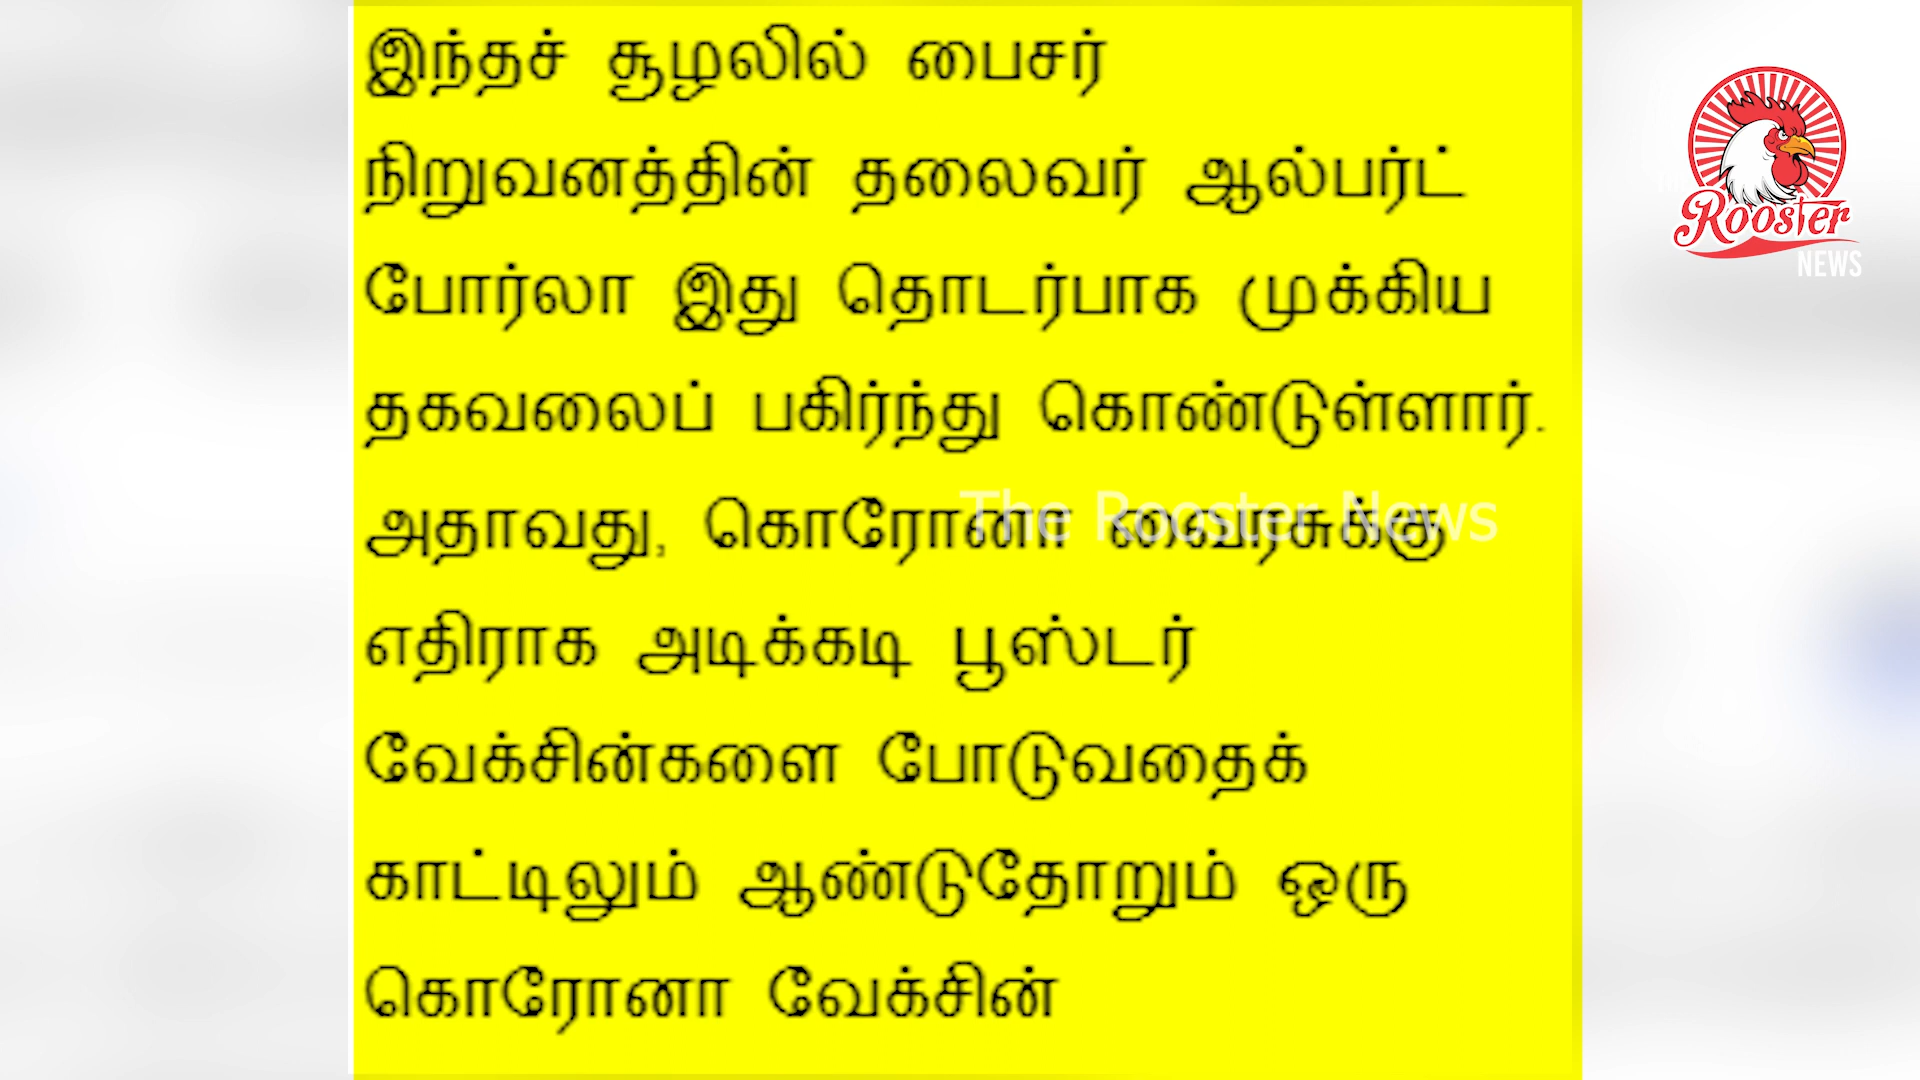 இந்தச் சூழலில் பைசர்
நிறுவனத்தின் தலைவர் ஆல்பர்ட்
போர்லா இது தொடர்பாக முக்கிய
தகவலைப் பகிர்ந்து கொண்டுள்ளார்.
அதாவது, கொரோனா வைரசுக்கு
எதிராக அடிக்கடி பூஸ்டர்
வேக்சின்களை போடுவதைக்
காட்டிலும் ஆண்டுதோறும் ஒரு
கொரோனா வேக்சின்
The Rooster News
Rooster
NEWS